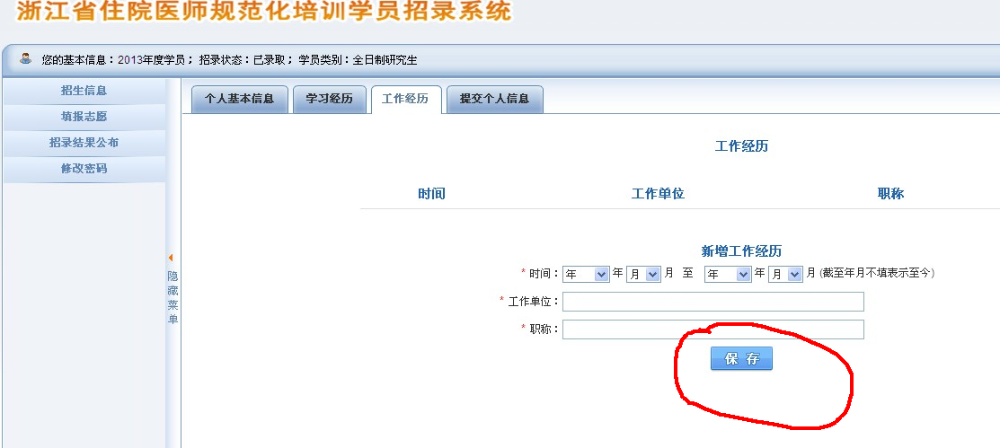 浙江省住院医师规范化培训学员招录系统
您的基本信息：2013年度学员； 招录状态：已录取； 学员类别：全日制研究生
招生信息
填报志愿
招录结果公布
修改密码
隐藏菜单
个人基本信息 学习经历 工作经历 提交个人信息
工作经历
时间 工作单位 职称
新增工作经历
* 时间： 年 年 月 月 至 年 年 月 月 (截至年月不填表示至今)
* 工作单位：
* 职称：
保 存